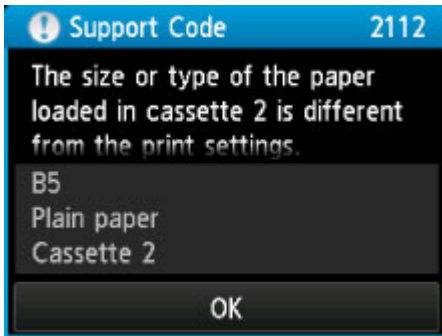 Support Code 2112
The size or type of the paper
loaded in cassette 2 is different
from the print settings.
B5
Plain paper
Cassette 2
OK